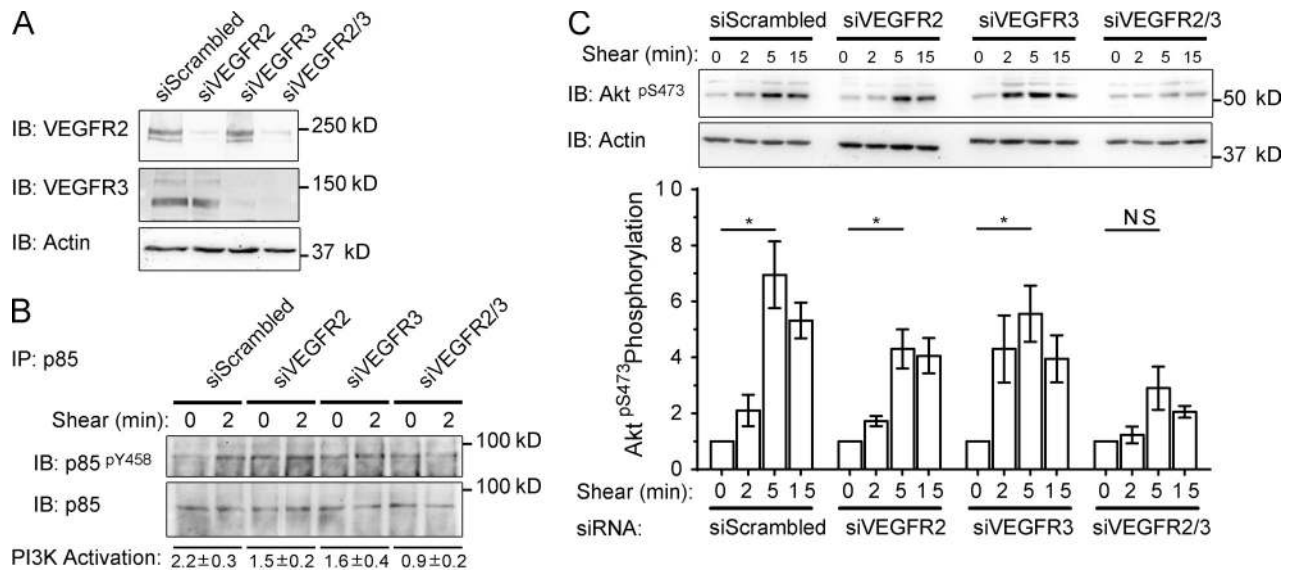 A
siScrambled
siVEGFR2
siVEGFR3
siVEGFR2/3
IB: VEGFR2
250 kD
IB: VEGFR3
150 kD
IB: Actin
37 kD
B
IP: p85
siScrambled
siVEGFR2
siVEGFR3
siVEGFR2/3
Shear (min): 0 2 0 2 0 2 0 2
100 kD
IB: p85 pY458
100 kD
IB: p85
PI3K Activation: 2.2±0.3 1.5±0.2 1.6±0.4 0.9±0.2
C
siScrambled siVEGFR2 siVEGFR3 siVEGFR2/3
Shear (min): 0 2 5 15 0 2 5 15 0 2 5 15 0 2 5 15
IB: Akt pS473
50 kD
IB: Actin
37 kD
Akt pS473 Phosphorylation
10
8
6
4
2
0
* * * NS
Shear (min): 0 2 5 15 0 2 5 15 0 2 5 15 0 2 5 15
siRNA: siScrambled siVEGFR2 siVEGFR3 siVEGFR2/3